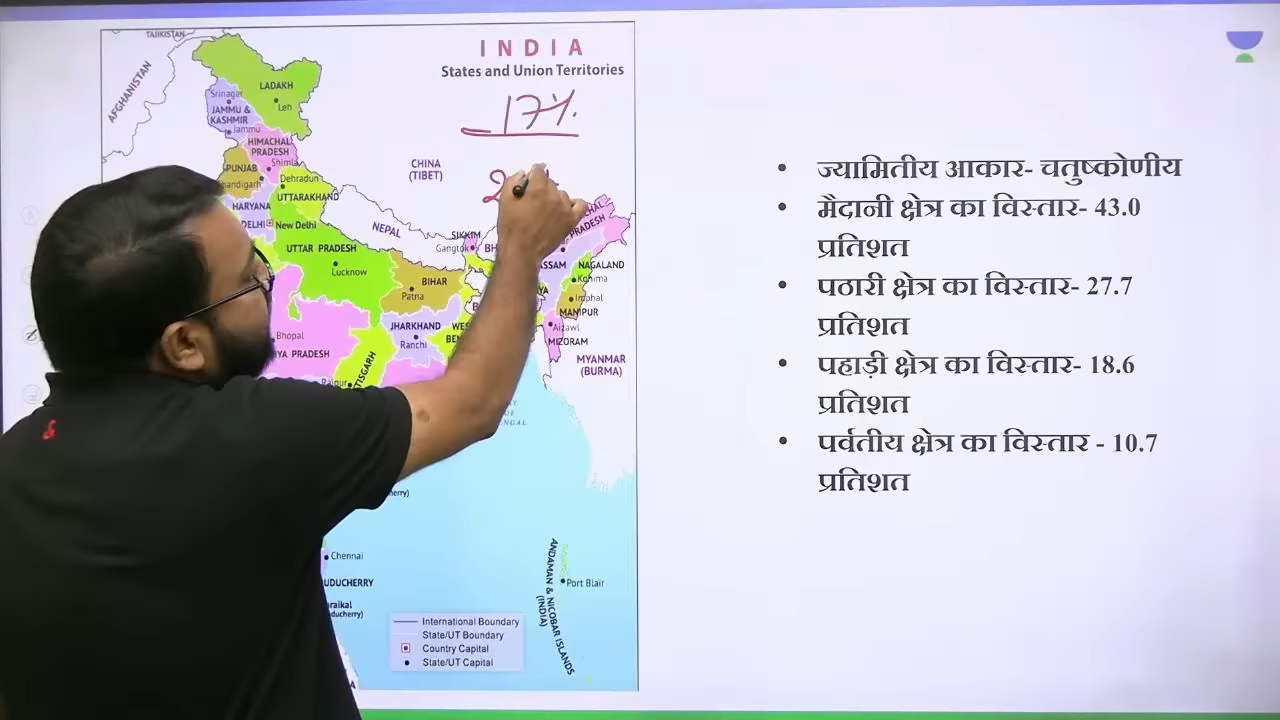 TAJIKISTAN
INDIA
States and Union Territories
AFGHANISTAN
17%
LADAKH
Srinagar
Leh
JAMMU &
KASHMIR
Jammu
HIMACHAL
PRADESH
Shimla
CHINA
(TIBET)
PUNJAB
Chandigarh
Dehradun
UTTARAKHAND
HARYANA
DELHI
New Delhi
NEPAL
SIKKIM
Gangtok
PRADESH
UTTAR PRADESH
Lucknow
BIHAR
Patna
NAGALAND
Kohima
Imphal
MANIPUR
JHARKHAND
Ranchi
Aizawl
MIZORAM
Bhopal
PRADESH
Raipur
MYANMAR
(BURMA)
Chennai
ANDAMAN & NICOBAR ISLANDS
(INDIA)
Port Blair
International Boundary
State/UT Boundary
Country Capital
State/UT Capital
• ज्यामितीय आकार- चतुष्कोणीय
• मैदानी क्षेत्र का विस्तार- 43.0
प्रतिशत
• पठारी क्षेत्र का विस्तार- 27.7
प्रतिशत
• पहाड़ी क्षेत्र का विस्तार- 18.6
प्रतिशत
• पर्वतीय क्षेत्र का विस्तार - 10.7
प्रतिशत